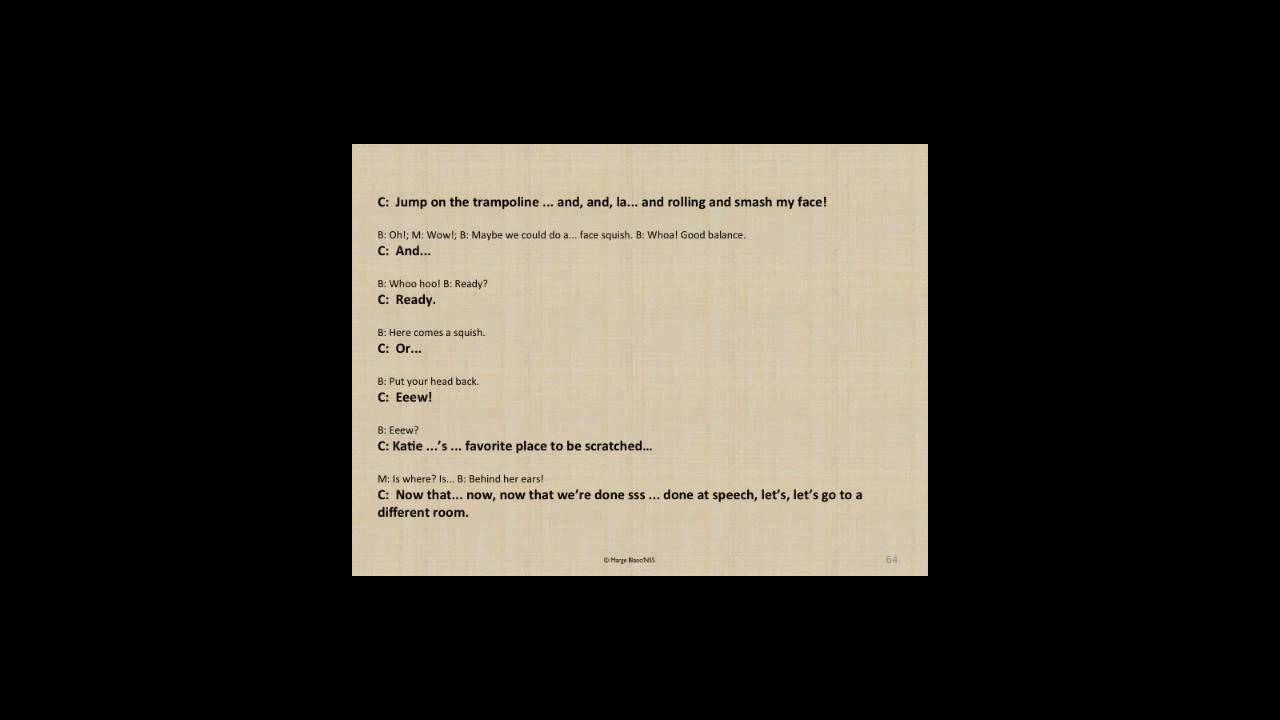 C:  Jump on the trampoline ... and, and, la... and rolling and smash my face!
B: Oh!; M: Wow!; B: Maybe we could do a... face squish. B: Whoa! Good balance.
C:  And...
B: Whoo hoo! B: Ready?
C:  Ready.
B: Here comes a squish.
C:  Or...
B: Put your head back.
C:  Eeew!
B: Eeew?
C: Katie ...’s ... favorite place to be scratched…
M: Is where? Is... B: Behind her ears!
C:  Now that... now, now that we’re done sss ... done at speech, let’s, let’s go to a
different room.
© Marge Blanc/NSS
64